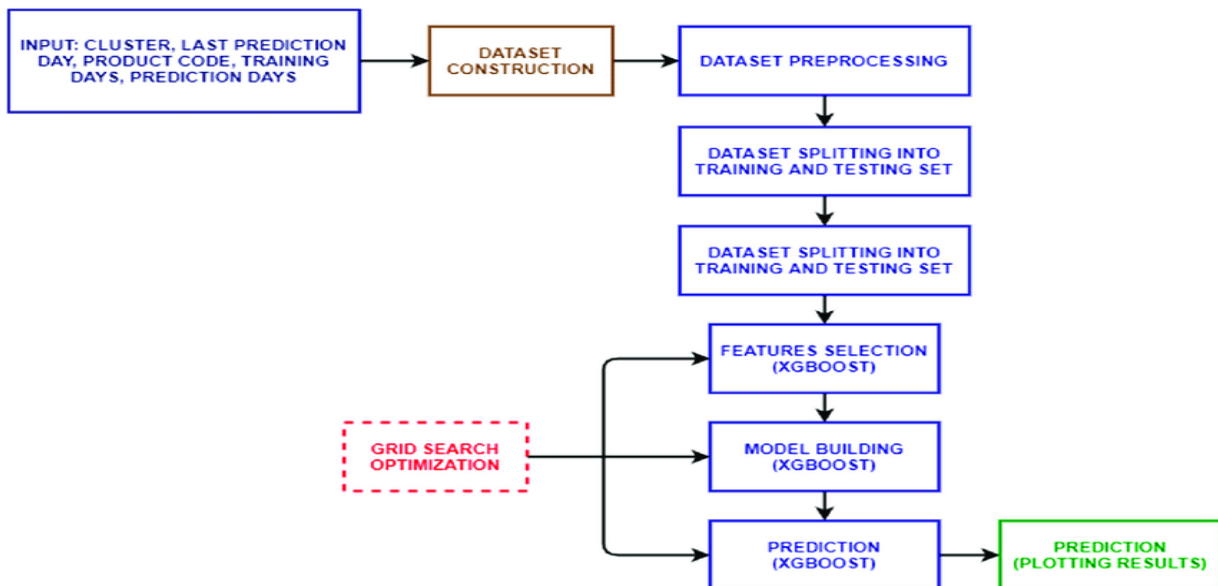 INPUT: CLUSTER, LAST PREDICTION
DAY, PRODUCT CODE, TRAINING
DAYS, PREDICTION DAYS
DATASET
CONSTRUCTION
DATASET PREPROCESSING
DATASET SPLITTING INTO
TRAINING AND TESTING SET
DATASET SPLITTING INTO
TRAINING AND TESTING SET
FEATURES SELECTION
(XGBOOST)
GRID SEARCH
OPTIMIZATION
MODEL BUILDING
(XGBOOST)
PREDICTION
(XGBOOST)
PREDICTION
(PLOTTING RESULTS)